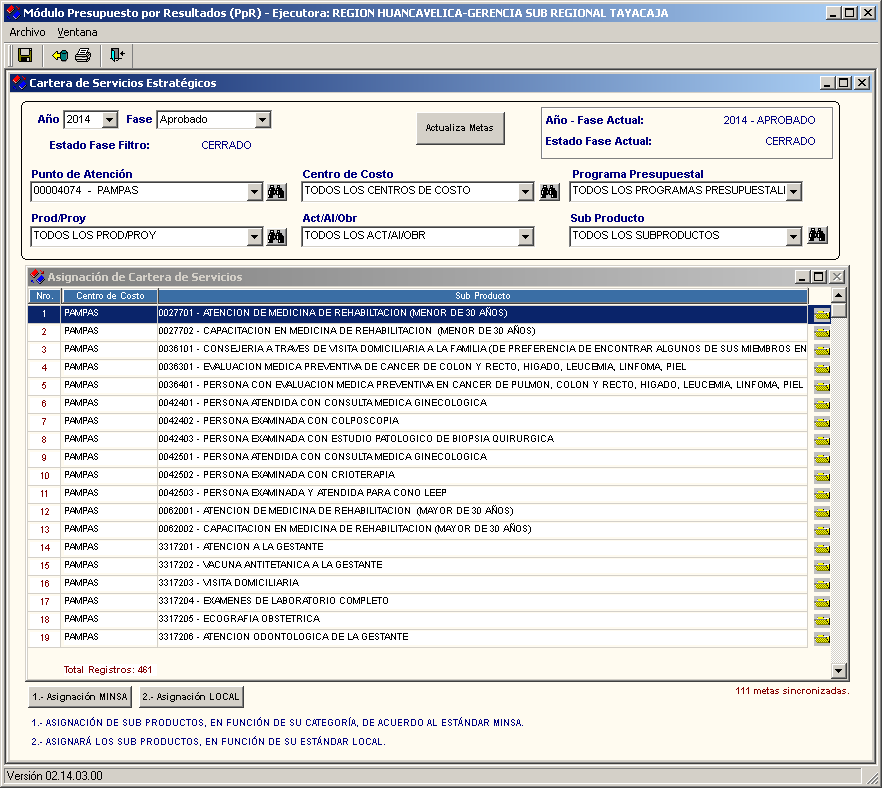 Módulo Presupuesto por Resultados (PpR) - Ejecutora: REGION HUANCAVELICA-GERENCIA SUB REGIONAL TAYACAJA
Archivo Ventana
Cartera de Servicios Estratégicos
Año 2014 Fase Aprobado
Actualiza Metas
Año - Fase Actual: 2014 - APROBADO
Estado Fase Filtro: CERRADO
Estado Fase Actual: CERRADO
Punto de Atención Centro de Costo Programa Presupuestal
00004074 - PAMPAS TODOS LOS CENTROS DE COSTO TODOS LOS PROGRAMAS PRESUPUESTALI
Prod/Proy Act/AI/Obr Sub Producto
TODOS LOS PROD/PROY TODOS LOS ACT/AI/OBR TODOS LOS SUBPRODUCTOS
Asignación de Cartera de Servicios
Nro. Centro de Costo Sub Producto
1 PAMPAS 0027701 - ATENCION DE MEDICINA DE REHABILTACION (MENOR DE 30 AÑOS)
2 PAMPAS 0027702 - CAPACITACION EN MEDICINA DE REHABILITACION (MENOR DE 30 AÑOS)
3 PAMPAS 0036101 - CONSEJERIA A TRAVES DE VISITA DOMICILIARIA A LA FAMILIA (DE PREFERENCIA DE ENCONTRAR ALGUNOS DE SUS MIEMBROS EN
4 PAMPAS 0036301 - EVALUACION MEDICA PREVENTIVA DE CANCER DE COLON Y RECTO, HIGADO, LEUCEMIA, LINFOMA, PIEL
5 PAMPAS 0036401 - PERSONA CON EVALUACION MEDICA PREVENTIVA EN CANCER DE PULMON, COLON Y RECTO, HIGADO, LEUCEMIA, LINFOMA, PIEL
6 PAMPAS 0042401 - PERSONA ATENDIDA CON CONSULTA MEDICA GINECOLOGICA
7 PAMPAS 0042402 - PERSONA EXAMINADA CON COLPOSCOPIA
8 PAMPAS 0042403 - PERSONA EXAMINADA CON ESTUDIO PATOLOGICO DE BIOPSIA QUIRURGICA
9 PAMPAS 0042501 - PERSONA ATENDIDA CON CONSULTA MEDICA GINECOLOGICA
10 PAMPAS 0042502 - PERSONA EXAMINADA CON CRIOTERAPIA
11 PAMPAS 0042503 - PERSONA EXAMINADA Y ATENDIDA PARA CONO LEEP
12 PAMPAS 0062001 - ATENCION DE MEDICINA DE REHABILITACION (MAYOR DE 30 AÑOS)
13 PAMPAS 0062002 - CAPACITACION EN MEDICINA DE REHABILITACION (MAYOR DE 30 AÑOS)
14 PAMPAS 3317201 - ATENCION A LA GESTANTE
15 PAMPAS 3317202 - VACUNA ANTITETANICA A LA GESTANTE
16 PAMPAS 3317203 - VISITA DOMICILIARIA
17 PAMPAS 3317204 - EXAMENES DE LABORATORIO COMPLETO
18 PAMPAS 3317205 - ECOGRAFIA OBSTETRICA
19 PAMPAS 3317206 - ATENCION ODONTOLOGICA DE LA GESTANTE
Total Registros: 461
1.- Asignación MINSA 2.- Asignación LOCAL
111 metas sincronizadas.
1.- ASIGNACIÓN DE SUB PRODUCTOS, EN FUNCIÓN DE SU CATEGORÍA, DE ACUERDO AL ESTÁNDAR MINSA.
2.- ASIGNARÁ LOS SUB PRODUCTOS, EN FUNCIÓN DE SU ESTÁNDAR LOCAL.
Versión 02.14.03.00